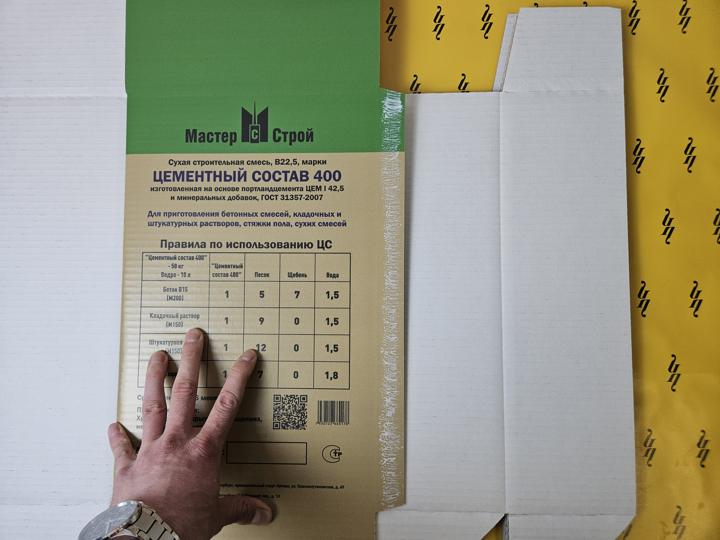 Мастер С Строй
Сухая строительная смесь, В22,5, марки
ЦЕМЕНТНЫЙ СОСТАВ 400
изготовленная на основе портландцемента ЦЕМ I 42,5
и минеральных добавок, ГОСТ 31357-2007
Для приготовления бетонных смесей, кладочных и
штукатурных растворов, стяжки пола, сухих смесей
Правила по использованию ЦС
"Цементный состав 400" - 50 кг Ведро - 10 л
"Цементный состав 400" Песок Щебень Вода
Бетон В15 (М200) 1 5 7 1,5
Кладочный раствор (М150) 1 9 0 1,5
Штукатурная 1 12 0 1,5
7 0 1,8